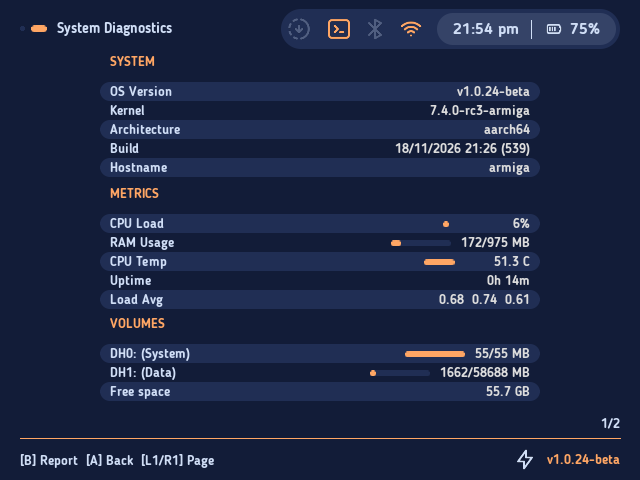 System Diagnostics
21:54 pm
75%
SYSTEM
OS Version v1.0.24-beta
Kernel 7.4.0-rc3-armiga
Architecture aarch64
Build 18/11/2026 21:26 (539)
Hostname armiga
METRICS
CPU Load 6%
RAM Usage 172/975 MB
CPU Temp 51.3 C
Uptime 0h 14m
Load Avg 0.68 0.74 0.61
VOLUMES
DH0: (System) 55/55 MB
DH1: (Data) 1662/58688 MB
Free space 55.7 GB
1/2
[B] Report [A] Back [L1/R1] Page
v1.0.24-beta